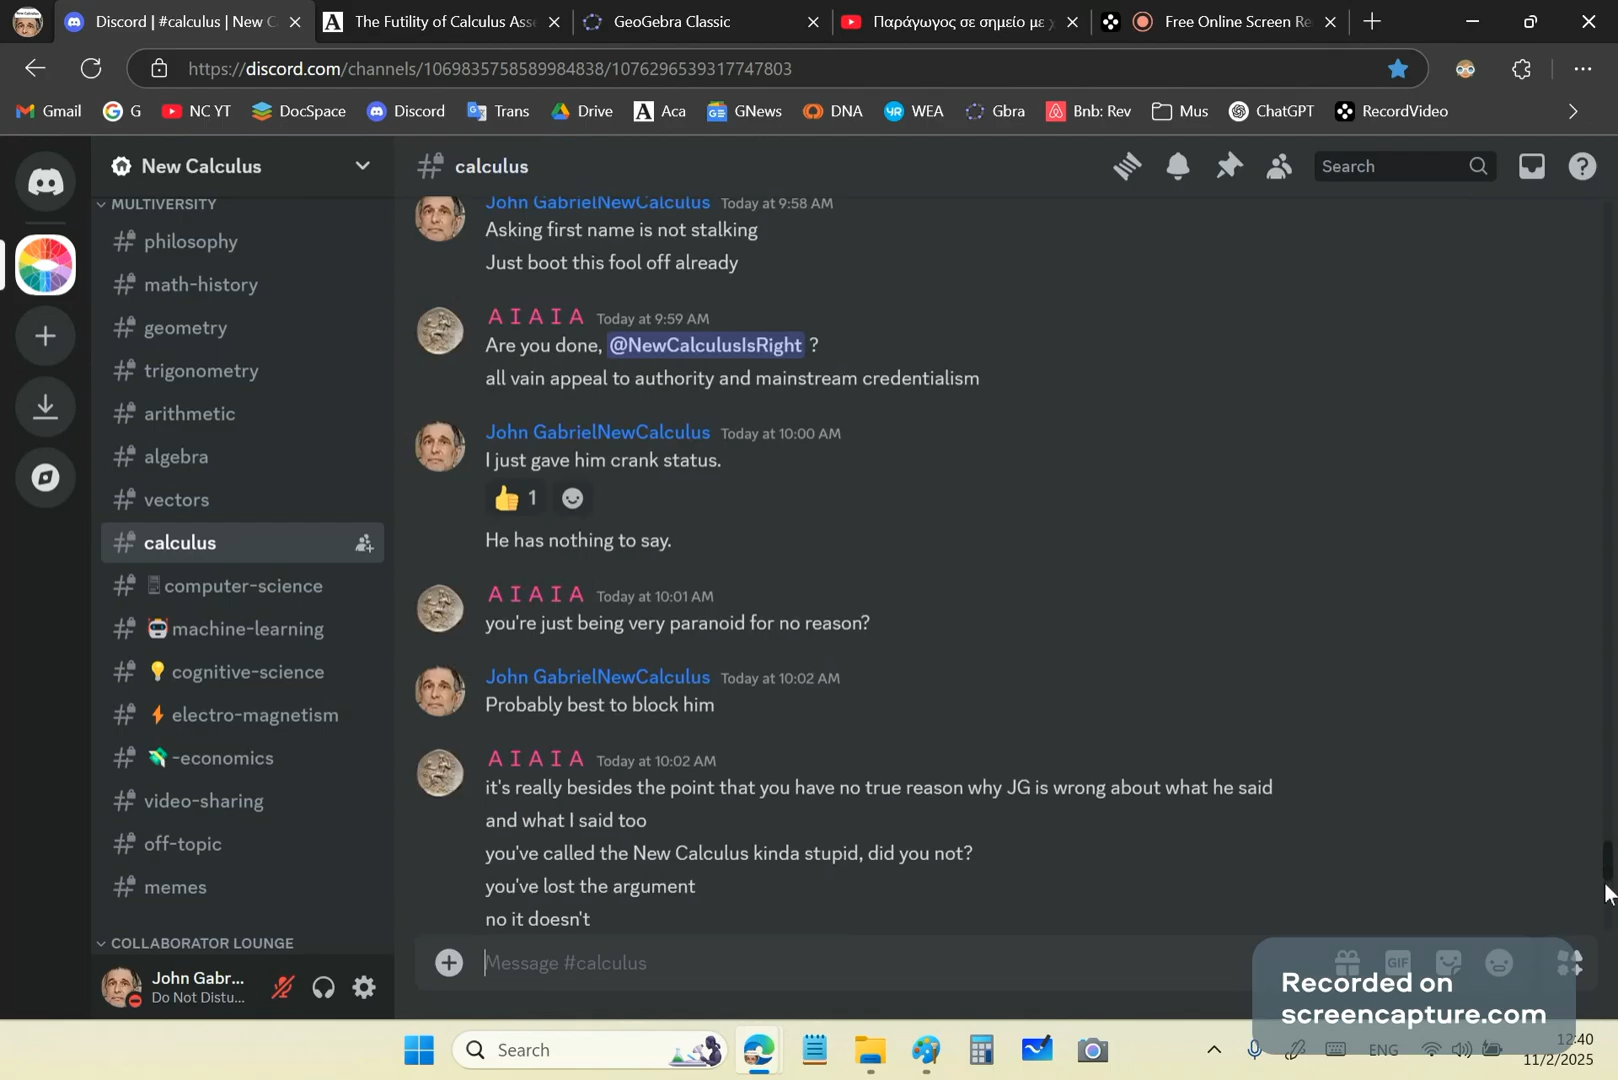 Discord | #calculus | New C
The Futility of Calculus Asse
GeoGebra Classic
Παράγωγος σε σημείο με χ
Free Online Screen Re
https://discord.com/channels/1069835758589984838/1076296539317747803
Gmail
G
NC YT
DocSpace
Discord
Trans
Drive
Aca
GNews
DNA
WEA
Gbra
Bnb: Rev
Mus
ChatGPT
RecordVideo
New Calculus
calculus
Search
MULTIVERSITY
philosophy
math-history
geometry
trigonometry
arithmetic
algebra
vectors
calculus
computer-science
machine-learning
cognitive-science
electro-magnetism
-economics
video-sharing
off-topic
memes
COLLABORATOR LOUNGE
John Gabr...
Do Not Distu...
John GabrielNewCalculus Today at 9:58 AM
Asking first name is not stalking
Just boot this fool off already
A I A I A Today at 9:59 AM
Are you done, @NewCalculusIsRight ?
all vain appeal to authority and mainstream credentialism
John GabrielNewCalculus Today at 10:00 AM
I just gave him crank status.
👍 1
He has nothing to say.
A I A I A Today at 10:01 AM
you're just being very paranoid for no reason?
John GabrielNewCalculus Today at 10:02 AM
Probably best to block him
A I A I A Today at 10:02 AM
it's really besides the point that you have no true reason why JG is wrong about what he said
and what I said too
you've called the New Calculus kinda stupid, did you not?
you've lost the argument
no it doesn't
Message #calculus
GIF
Recorded on
screencapture.com
Search
ENG
12:40
11/2/2025